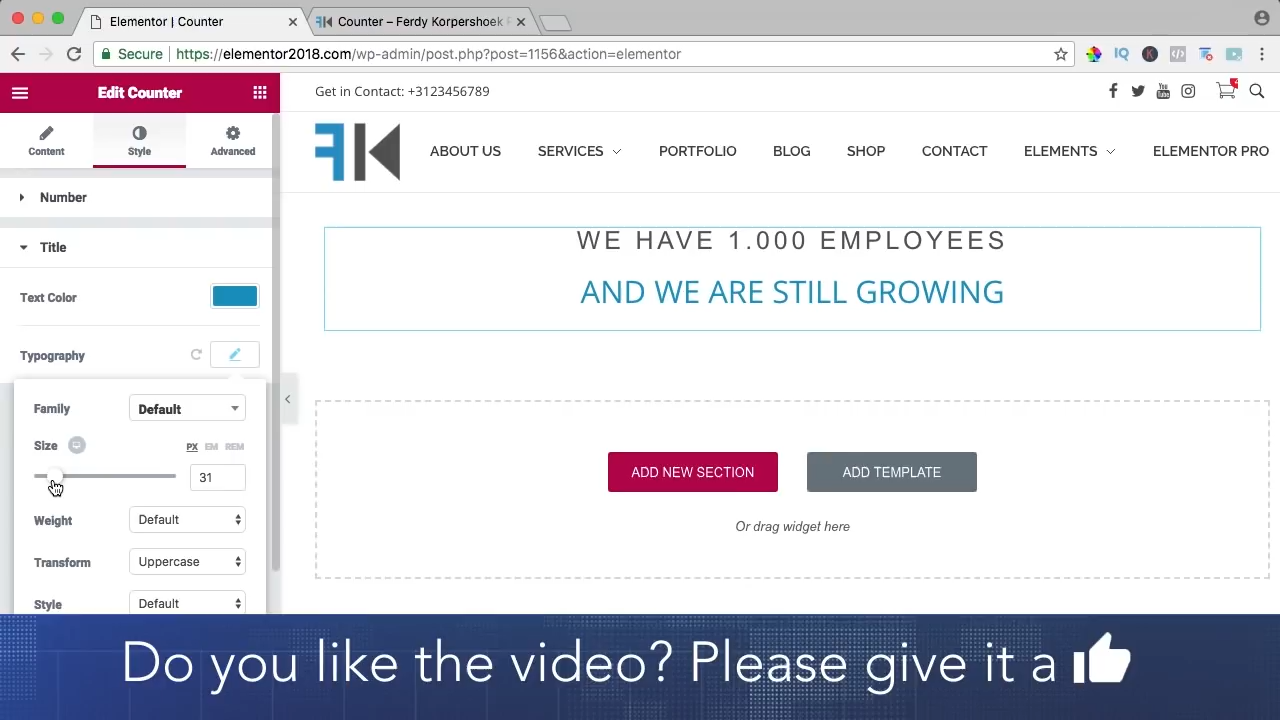 Elementor | Counter
Counter – Ferdy Korpershoek
Secure
https://elementor2018.com/wp-admin/post.php?post=1156&action=elementor
Edit Counter
Content
Style
Advanced
Number
Title
Text Color
Typography
Family
Default
Size
PX EM REM
31
Weight
Default
Transform
Uppercase
Style
Default
Get in Contact: +3123456789
FK
ABOUT US
SERVICES
PORTFOLIO
BLOG
SHOP
CONTACT
ELEMENTS
ELEMENTOR PRO
WE HAVE 1.000 EMPLOYEES
AND WE ARE STILL GROWING
ADD NEW SECTION
ADD TEMPLATE
Or drag widget here
Do you like the video? Please give it a